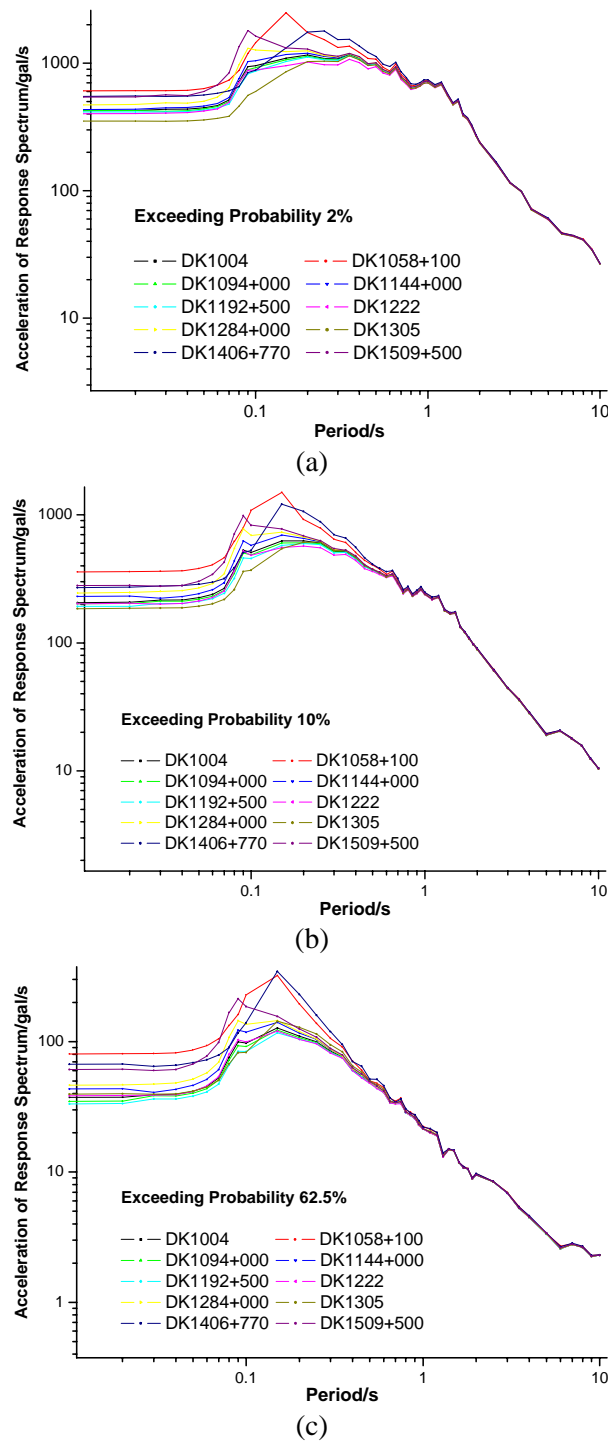 Acceleration of Response Spectrum/gal/s
1000
100
10
Exceeding Probability 2%
DK1004 DK1058+100
DK1094+000 DK1144+000
DK1192+500 DK1222
DK1284+000 DK1305
DK1406+770 DK1509+500
0.1 1 10
Period/s
(a)
Acceleration of Response Spectrum/gal/s
1000
100
10
Exceeding Probability 10%
DK1004 DK1058+100
DK1094+000 DK1144+000
DK1192+500 DK1222
DK1284+000 DK1305
DK1406+770 DK1509+500
0.1 1 10
Period/s
(b)
Acceleration of Response Spectrum/gal/s
100
10
1
Exceeding Probability 62.5%
DK1004 DK1058+100
DK1094+000 DK1144+000
DK1192+500 DK1222
DK1284+000 DK1305
DK1406+770 DK1509+500
0.1 1 10
Period/s
(c)